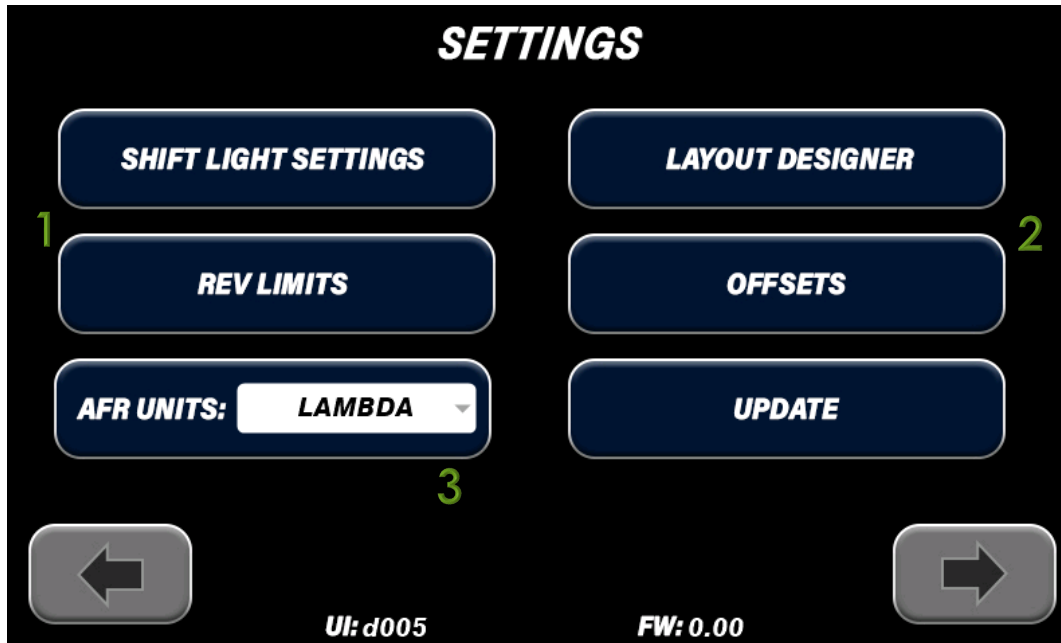 SETTINGS
SHIFT LIGHT SETTINGS
LAYOUT DESIGNER
1
2
REV LIMITS
OFFSETS
AFR UNITS: LAMBDA
UPDATE
3
UI: d005
FW: 0.00